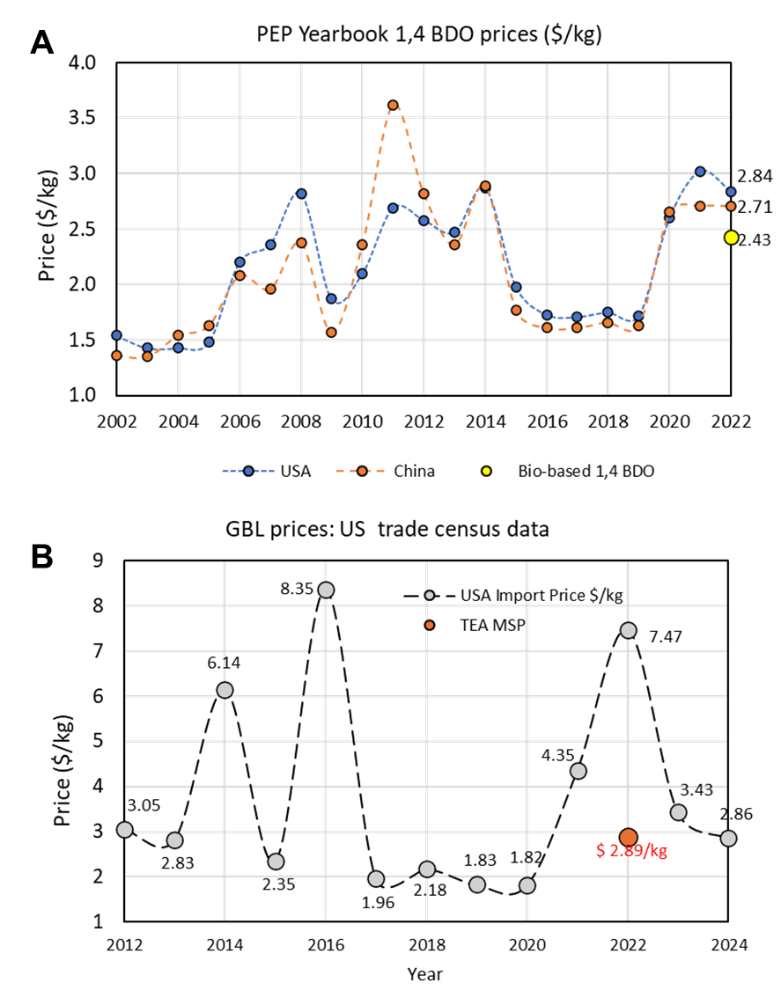 A
PEP Yearbook 1,4 BDO prices ($/kg)
4.0
3.5
3.0
2.5
2.0
1.5
1.0
Price ($/kg)
2.84
2.71
2.43
2002 2004 2005 2006 2008 2010 2012 2014 2016 2018 2020 2022
USA China Bio-based 1,4 BDO
B
GBL prices: US trade census data
9
8
7
6
5
4
3
2
1
Price ($/kg)
USA Import Price $/kg
TEA MSP
8.35
7.47
6.14
4.35
3.43
3.05
2.86
2.83
$ 2.89/kg
2.35
1.96
2.18
1.83
1.82
2012 2014 2016 2018 2020 2022 2024
Year